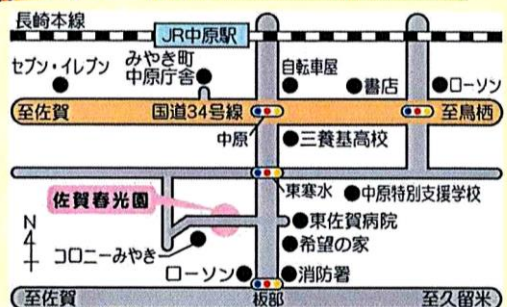 長崎本線
JR中原駅
セブン・イレブン
みやき町
中原庁舎
自転車屋
書店
ローソン
至佐賀
国道34号線
至鳥栖
中原
三養基高校
東寒水
中原特別支援学校
佐賀春光園
東佐賀病院
N
希望の家
コロニーみやき
ローソン
消防署
至佐賀
板部
至久留米